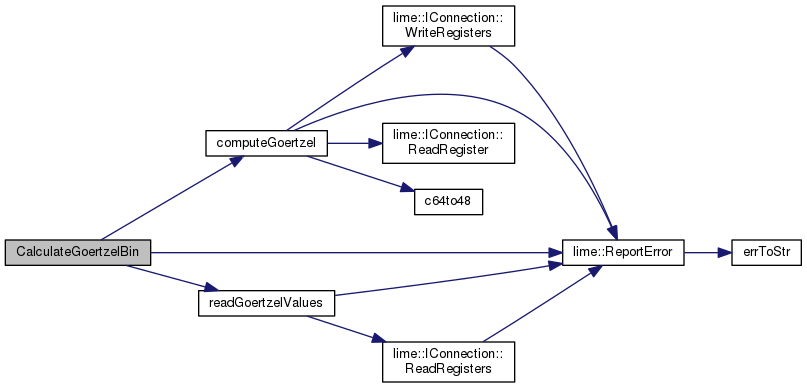 lime::IConnection::
WriteRegisters
computeGoertzel
lime::IConnection::
ReadRegister
c64to48
CalculateGoertzelBin
lime::ReportError
errToStr
readGoertzelValues
lime::IConnection::
ReadRegisters